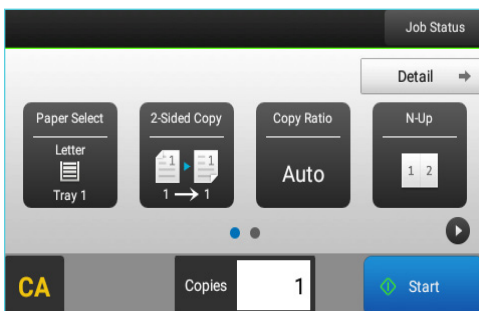 Job Status
Detail
Paper Select
Letter
Tray 1
2-Sided Copy
1 1
1 → 1
Copy Ratio
Auto
N-Up
1 2
CA
Copies
1
Start